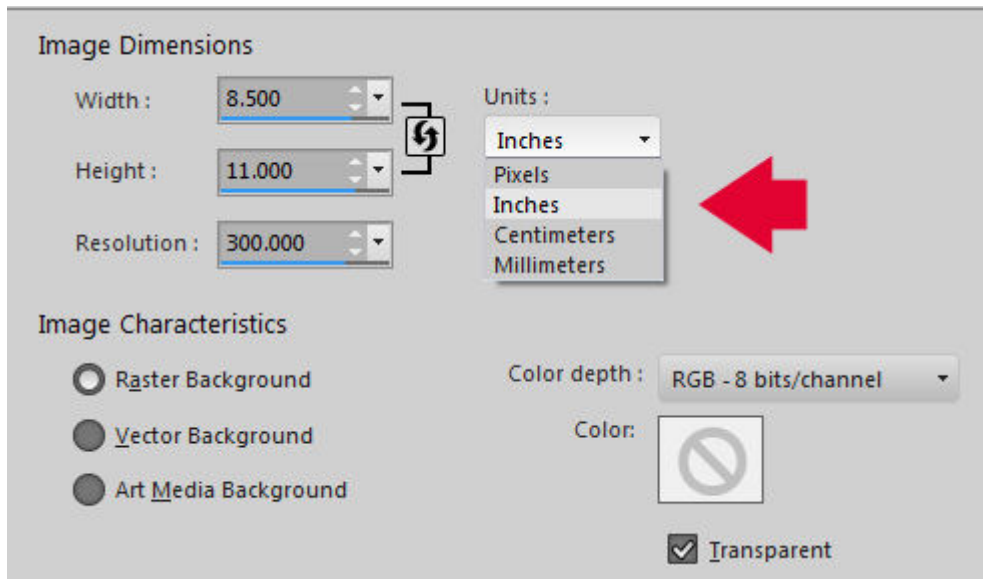 Image Dimensions
Width : 8.500
Units :
Inches
Height : 11.000
Pixels
Inches
Centimeters
Millimeters
Resolution : 300.000
Image Characteristics
Raster Background
Color depth : RGB - 8 bits/channel
Vector Background
Color:
Art Media Background
Transparent